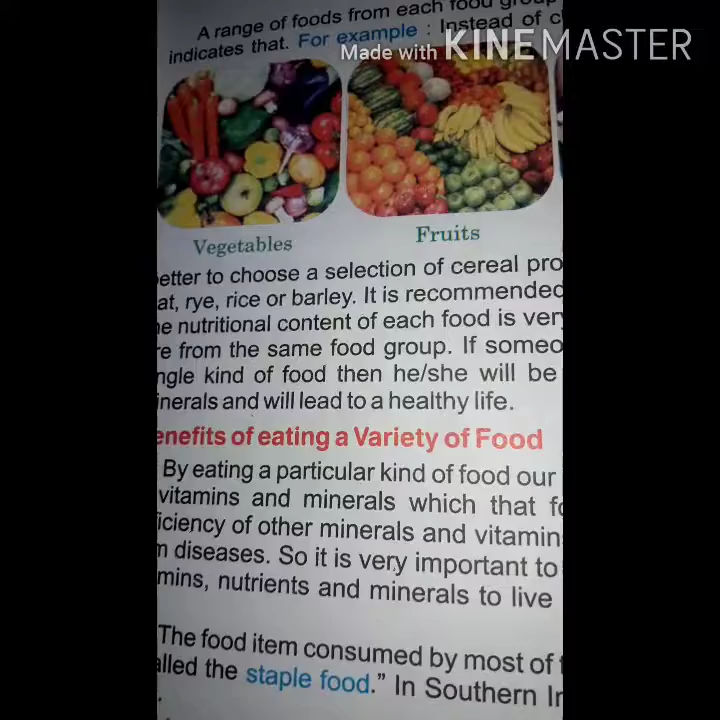 A range of foods from each food group
indicates that. For example : Instead of
Made with KINEMASTER
Vegetables
Fruits
etter to choose a selection of cereal pro
at, rye, rice or barley. It is recommended
e nutritional content of each food is very
re from the same food group. If someo
ngle kind of food then he/she will be
inerals and will lead to a healthy life.
enefits of eating a Variety of Food
By eating a particular kind of food our
vitamins and minerals which that fo
iciency of other minerals and vitamin
m diseases. So it is very important to
mins, nutrients and minerals to live
The food item consumed by most of
alled the staple food." In Southern In